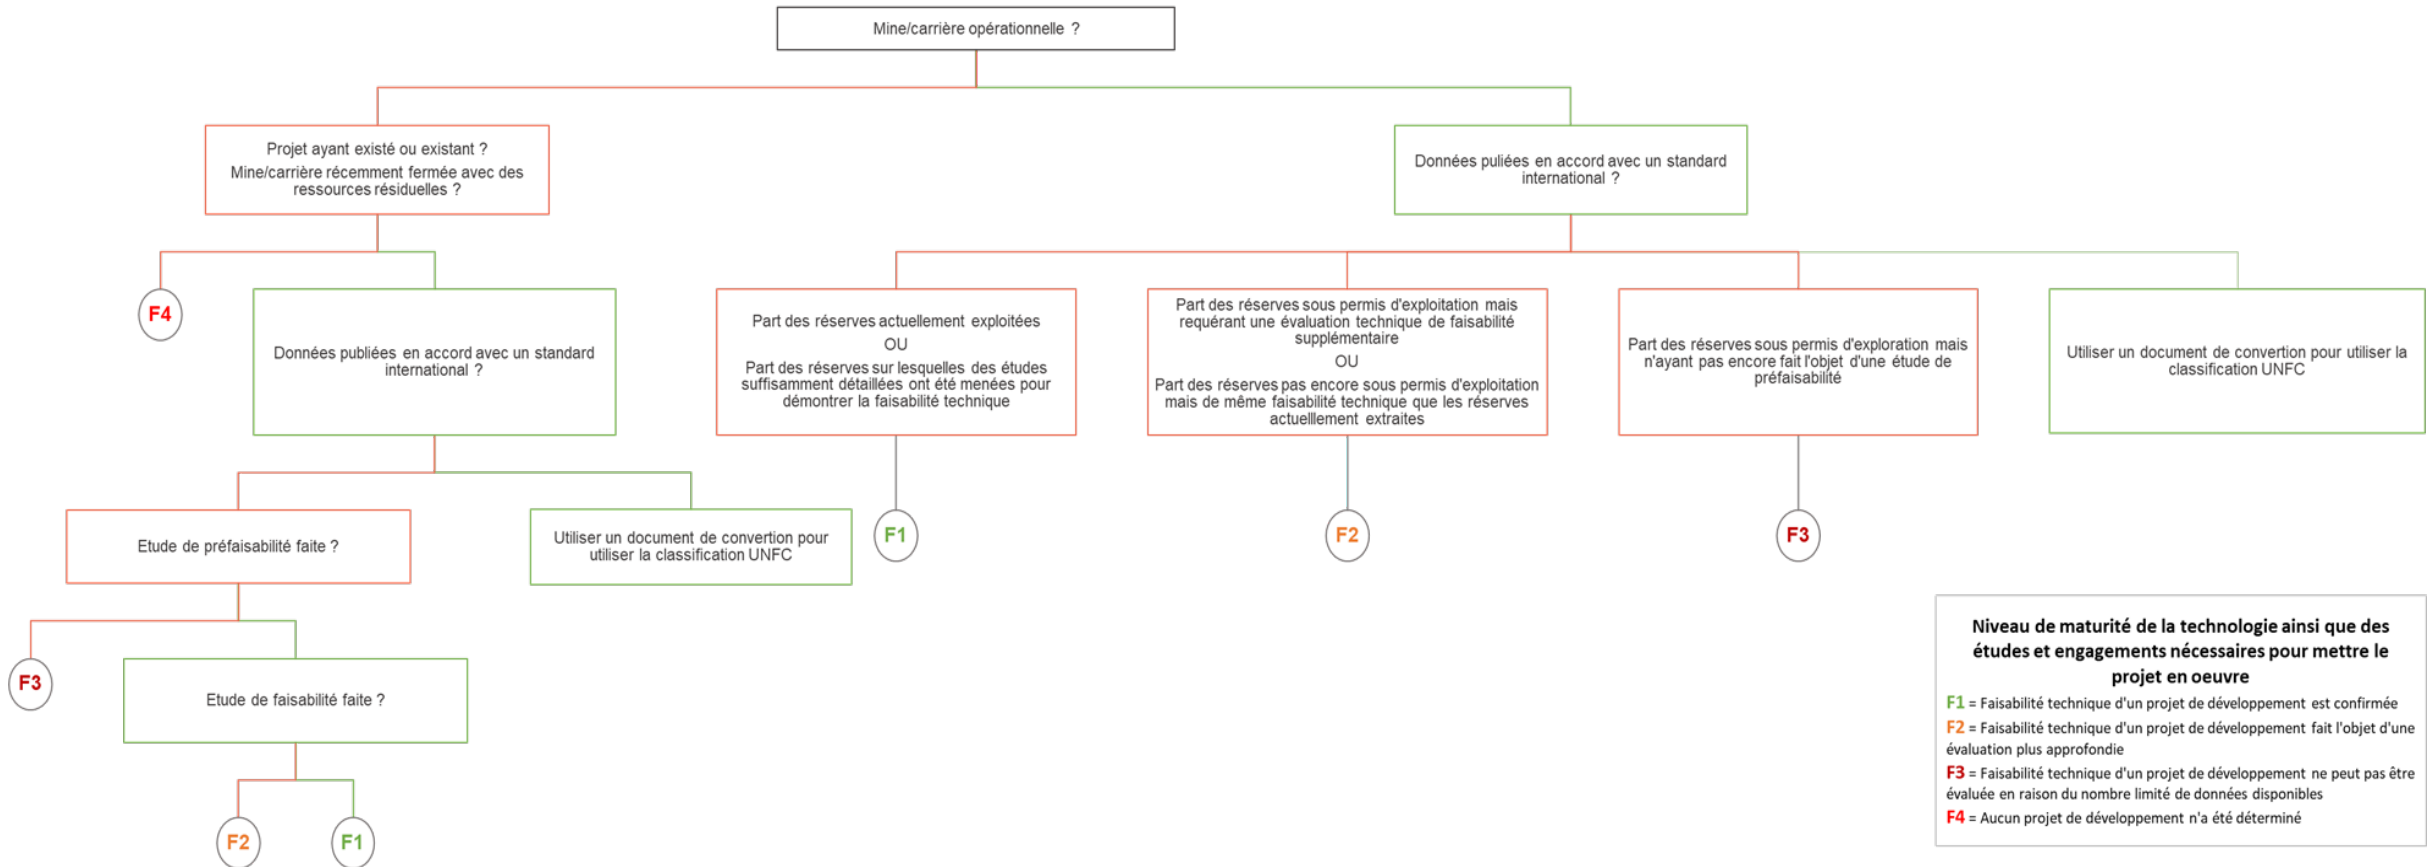 Mine/carrière opérationnelle ?
Projet ayant existé ou existant ?
Mine/carrière récemment fermée avec des
ressources résiduelles ?
Données puliées en accord avec un standard
international ?
F4
Données publiées en accord avec un standard
international ?
Part des réserves actuellement exploitées
OU
Part des réserves sur lesquelles des études
suffisamment détaillées ont été menées pour
démontrer la faisabilité technique
Part des réserves sous permis d'exploitation mais
requérant une évaluation technique de faisabilité
supplémentaire
OU
Part des réserves pas encore sous permis d'exploitation
mais de même faisabilité technique que les réserves
actuelllement extraites
Part des réserves sous permis d'exploration mais
n'ayant pas encore fait l'objet d'une étude de
préfaisabilité
Utiliser un document de convertion pour utiliser la
classification UNFC
Etude de préfaisabilité faite ?
Utiliser un document de convertion pour
utiliser la classification UNFC
F1
F2
F3
F3
Etude de faisabilité faite ?
F2
F1
Niveau de maturité de la technologie ainsi que des
études et engagements nécessaires pour mettre le
projet en oeuvre
F1 = Faisabilité technique d'un projet de développement est confirmée
F2 = Faisabilité technique d'un projet de développement fait l'objet d'une
évaluation plus approfondie
F3 = Faisabilité technique d'un projet de développement ne peut pas être
évaluée en raison du nombre limité de données disponibles
F4 = Aucun projet de développement n'a été déterminé